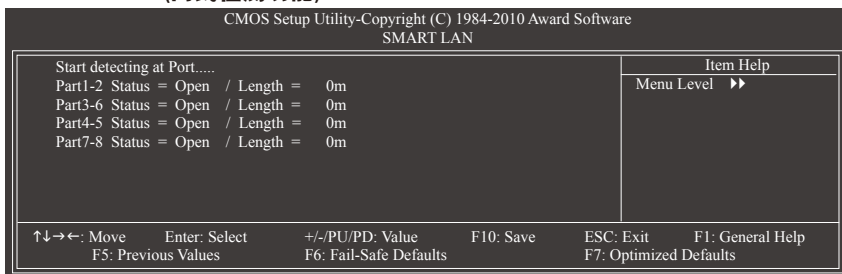 CMOS Setup Utility-Copyright (C) 1984-2010 Award Software
SMART LAN
Start detecting at Port.....
Part1-2 Status = Open / Length = 0m
Part3-6 Status = Open / Length = 0m
Part4-5 Status = Open / Length = 0m
Part7-8 Status = Open / Length = 0m
Item Help
Menu Level ▶▶
↑↓→←: Move Enter: Select +/-/PU/PD: Value F10: Save ESC: Exit F1: General Help
F5: Previous Values F6: Fail-Safe Defaults F7: Optimized Defaults